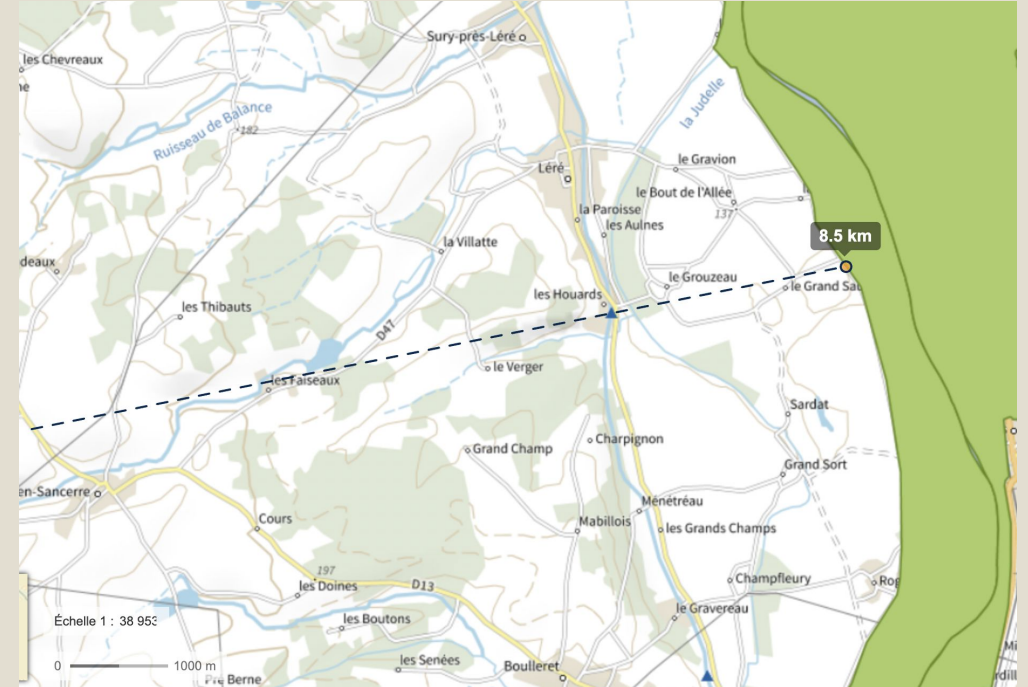 Sury-près-Léré
les Chevreaux
ne
Ruisseau de Balance
182
la Judelle
Léré
le Gravion
le Bout de l'Allée
137
la Paroisse
les Aulnes
8.5 km
deaux
la Villatte
le Grouzeau
le Grand Sau
les Thibauts
les Houards
D47
les Faiseaux
le Verger
Sardat
Charpignon
Grand Champ
Grand Sort
en-Sancerre
Ménétréau
Cours
Mabillois
les Grands Champs
197
les Doines
D13
Champfleury
Rog
le Gravereau
Échelle 1 : 38 953
les Boutons
0
1000 m
les Senées
Boulleret
Berne